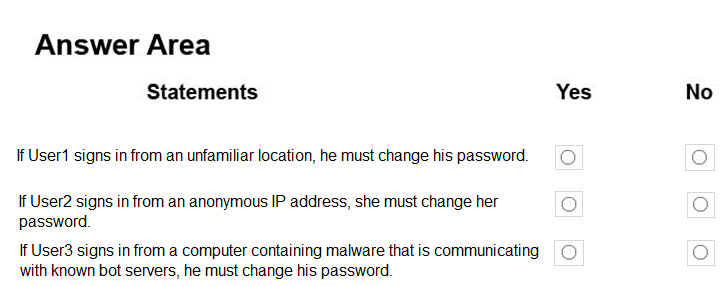 Answer Area
Statements Yes No
If User1 signs in from an unfamiliar location, he must change his password.
If User2 signs in from an anonymous IP address, she must change her
password.
If User3 signs in from a computer containing malware that is communicating
with known bot servers, he must change his password.